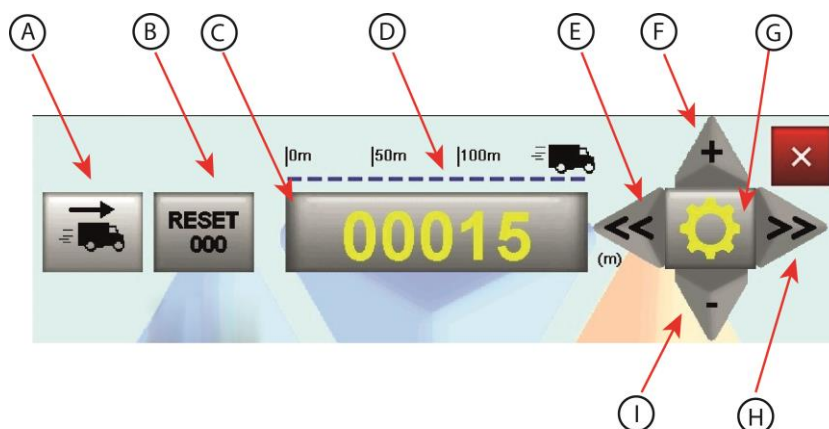 A B C D E F G
0m 50m 100m
+ ×
RESET
000
00015
<< >>
(m)
-
I H